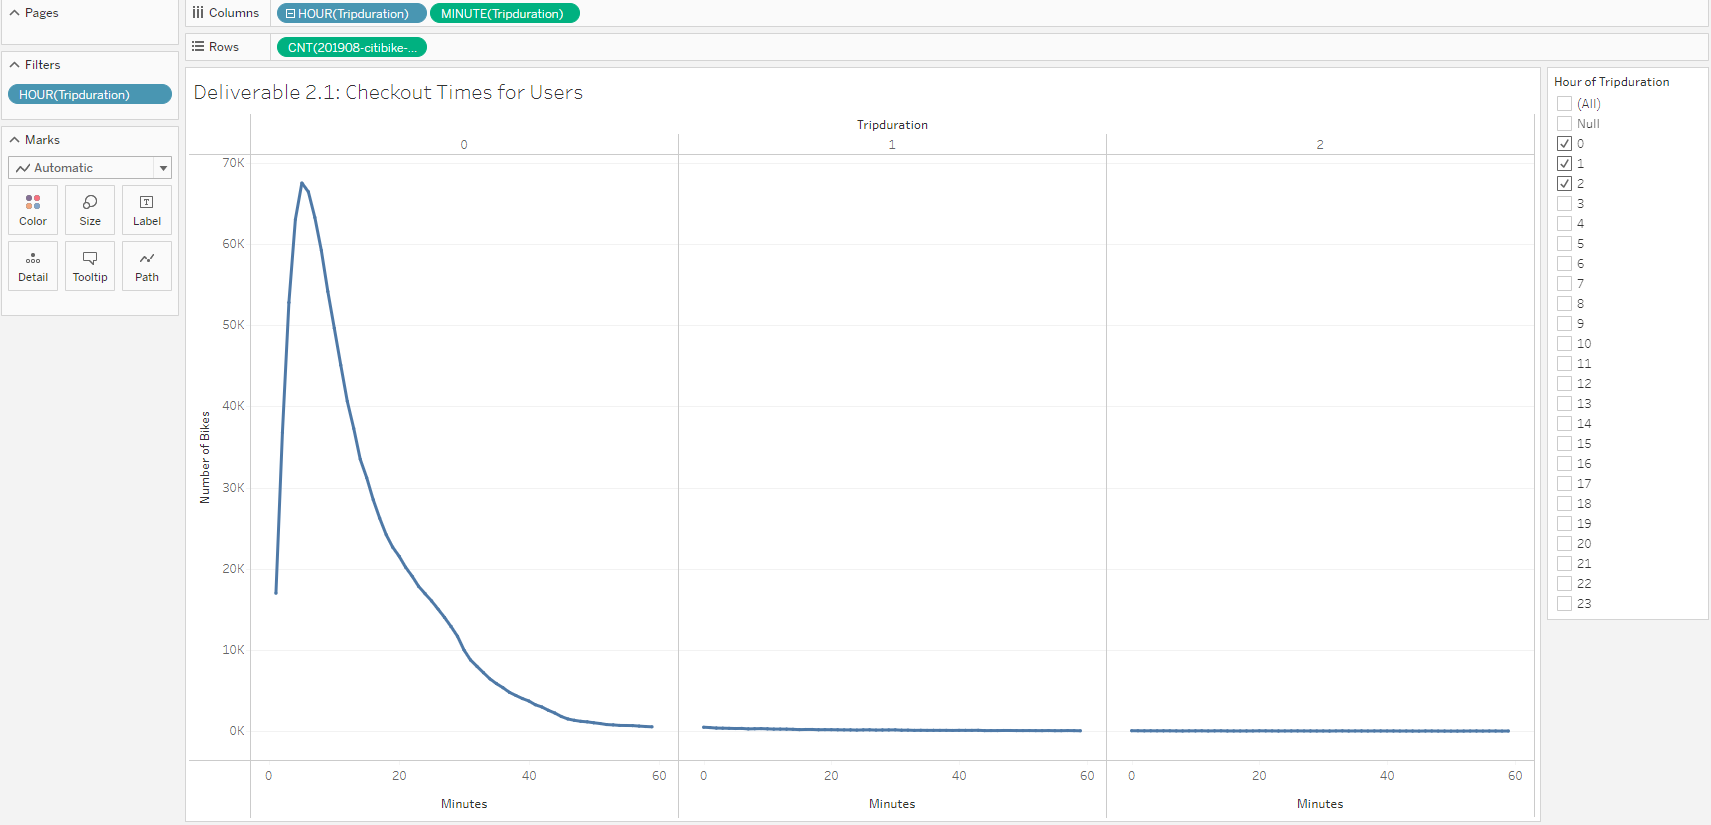 Pages
Columns
HOUR(Tripduration)
MINUTE(Tripduration)
Rows
CNT(201908-citibike-...
Filters
HOUR(Tripduration)
Marks
Automatic
Color
Size
Label
Detail
Tooltip
Path
Deliverable 2.1: Checkout Times for Users
Tripduration
0
1
2
70K
60K
50K
40K
30K
20K
10K
0K
Number of Bikes
0
20
40
60
0
20
40
60
0
20
40
60
Minutes
Minutes
Minutes
Hour of Tripduration
(All)
Null
0
1
2
3
4
5
6
7
8
9
10
11
12
13
14
15
16
17
18
19
20
21
22
23